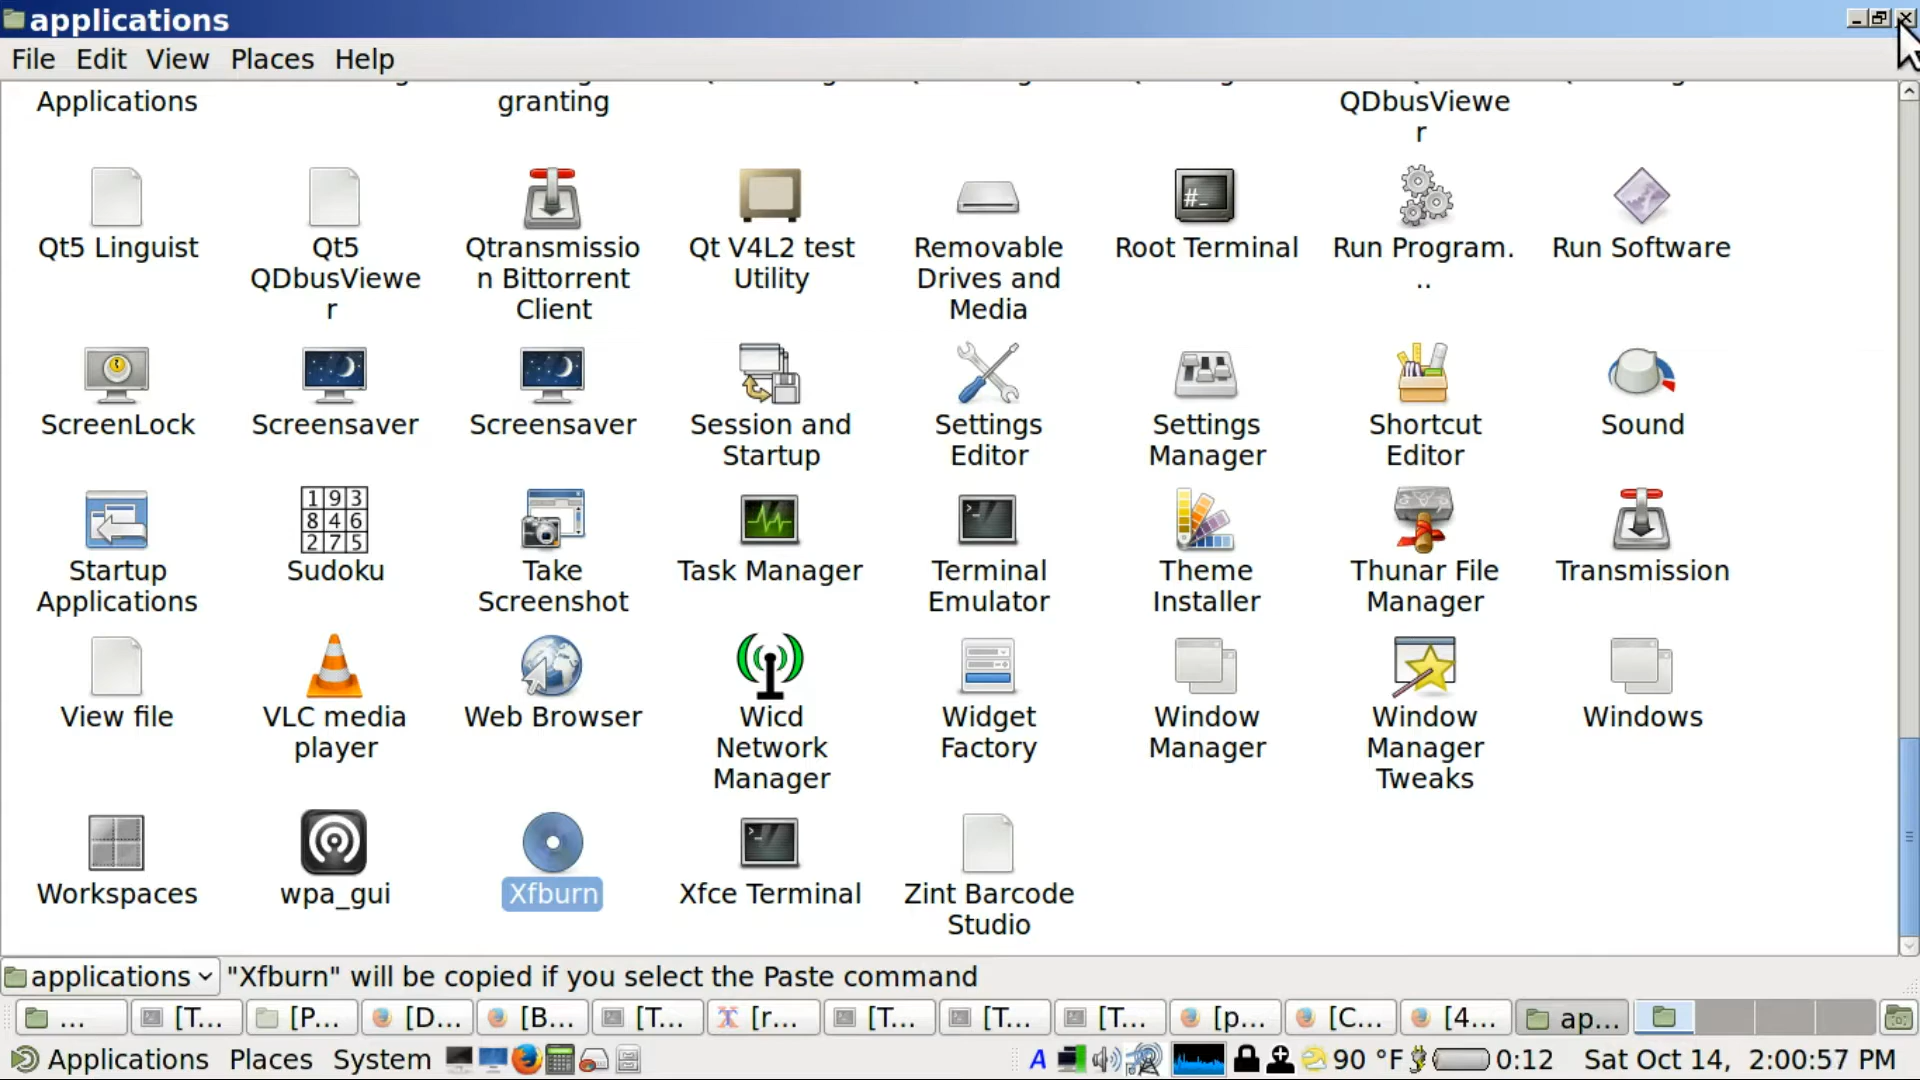 applications
File Edit View Places Help
Applications
granting
QDbusViewe
r
Qt5 Linguist
Qt5
QDbusViewe
r
Qtransmissio
n Bittorrent
Client
Qt V4L2 test
Utility
Removable
Drives and
Media
Root Terminal
Run Program.
..
Run Software
ScreenLock
Screensaver
Screensaver
Session and
Startup
Settings
Editor
Settings
Manager
Shortcut
Editor
Sound
Startup
Applications
1 9 3
8 4 6
2 7 5
Sudoku
Take
Screenshot
Task Manager
Terminal
Emulator
Theme
Installer
Thunar File
Manager
Transmission
View file
VLC media
player
Web Browser
Wicd
Network
Manager
Widget
Factory
Window
Manager
Window
Manager
Tweaks
Windows
Workspaces
wpa_gui
Xfburn
Xfce Terminal
Zint Barcode
Studio
applications "Xfburn" will be copied if you select the Paste command
... [T... [P... [D... [B... [T... [r... [T... [T... [T... [p... [C... [4... ap...
Applications Places System A 90 °F 0:12 Sat Oct 14, 2:00:57 PM